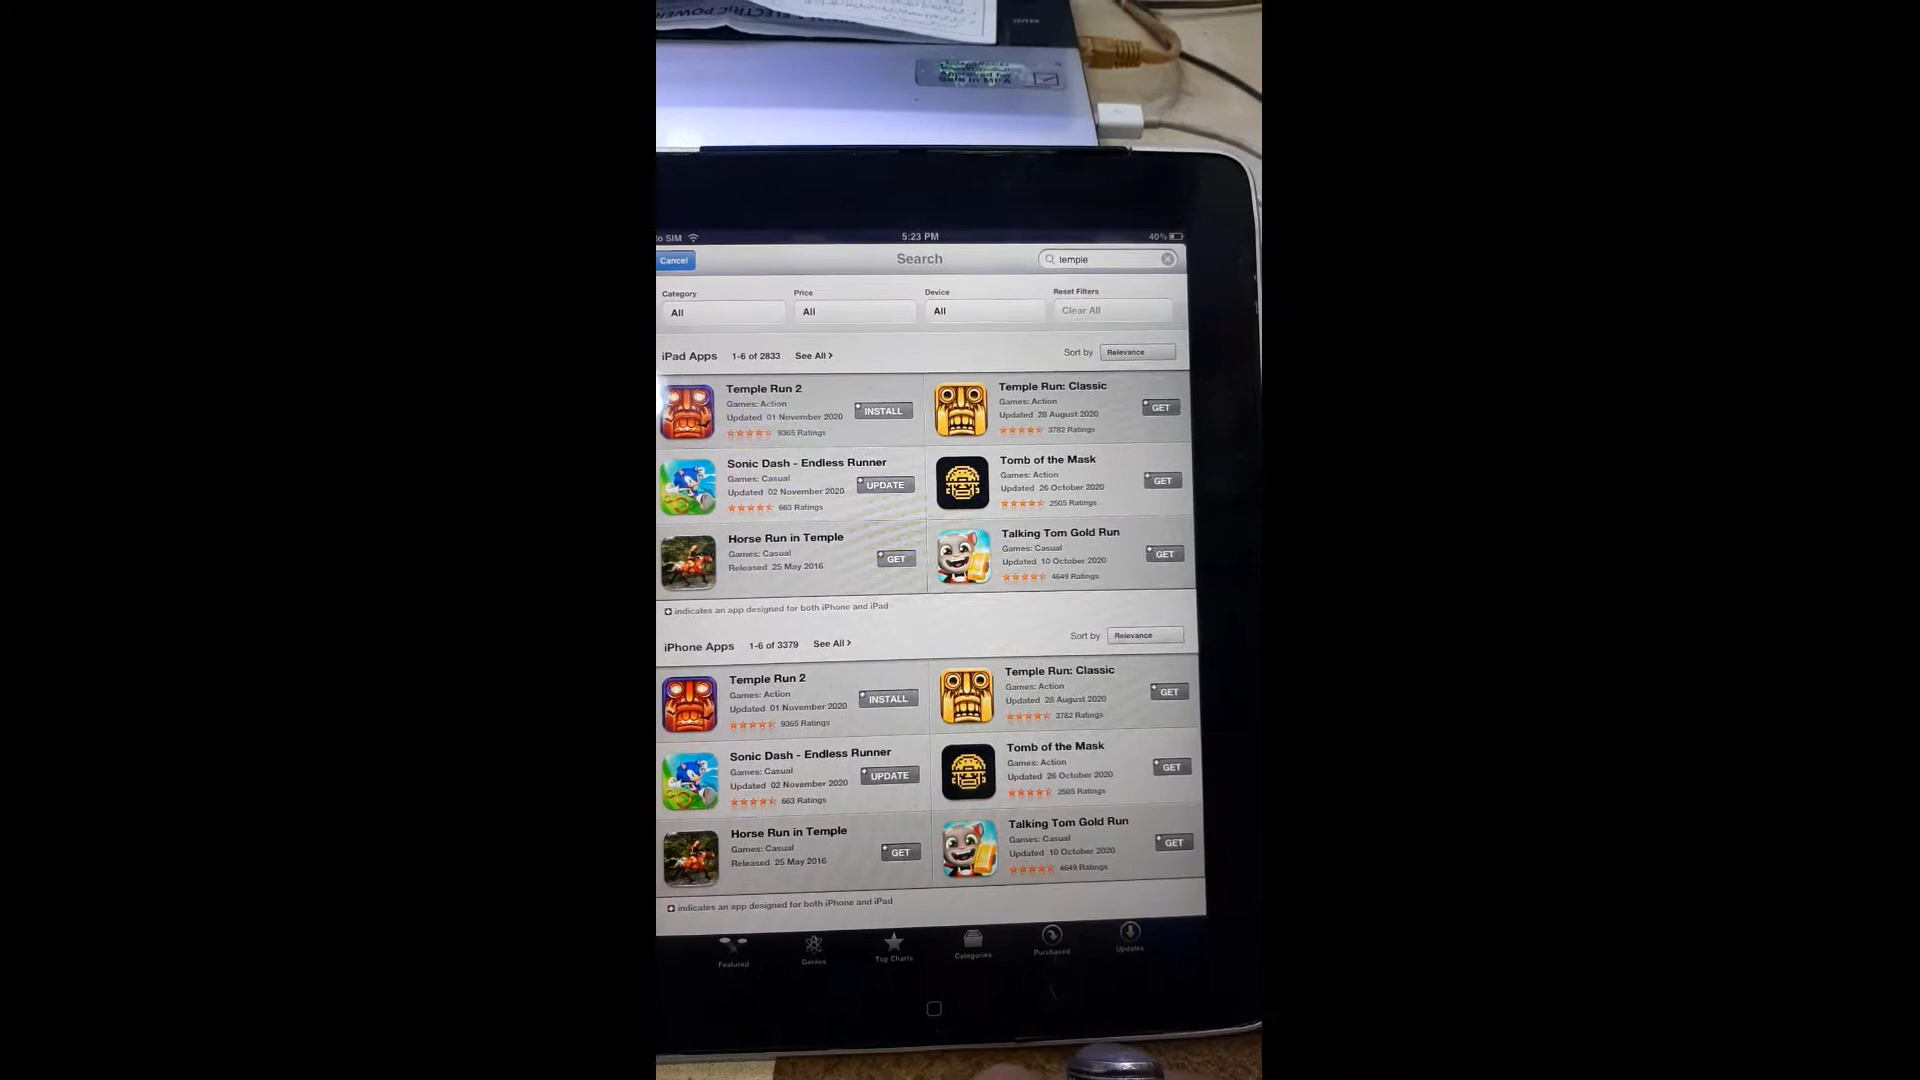 ELECTRIC POWER
Approved for
Sale in
SIM
5:23 PM
40%
Cancel
Search
temple
Category
Price
Device
Reset Filters
All
All
All
Clear All
iPad Apps 1-6 of 2833 See All >
Sort by Relevance
Temple Run 2
Games: Action
Updated 01 November 2020
9365 Ratings
INSTALL
Temple Run: Classic
Games: Action
Updated 28 August 2020
3782 Ratings
GET
Sonic Dash - Endless Runner
Games: Casual
Updated 02 November 2020
663 Ratings
UPDATE
Tomb of the Mask
Games: Action
Updated 26 October 2020
2505 Ratings
GET
Horse Run in Temple
Games: Casual
Released 25 May 2016
GET
Talking Tom Gold Run
Games: Casual
Updated 10 October 2020
4649 Ratings
GET
indicates an app designed for both iPhone and iPad
iPhone Apps 1-6 of 3379 See All >
Sort by Relevance
Temple Run 2
Games: Action
Updated 01 November 2020
9365 Ratings
INSTALL
Temple Run: Classic
Games: Action
Updated 28 August 2020
3782 Ratings
GET
Sonic Dash - Endless Runner
Games: Casual
Updated 02 November 2020
663 Ratings
UPDATE
Tomb of the Mask
Games: Action
Updated 26 October 2020
2505 Ratings
GET
Horse Run in Temple
Games: Casual
Released 25 May 2016
GET
Talking Tom Gold Run
Games: Casual
Updated 10 October 2020
4649 Ratings
GET
indicates an app designed for both iPhone and iPad
Featured
Genius
Top Charts
Categories
Purchased
Updates